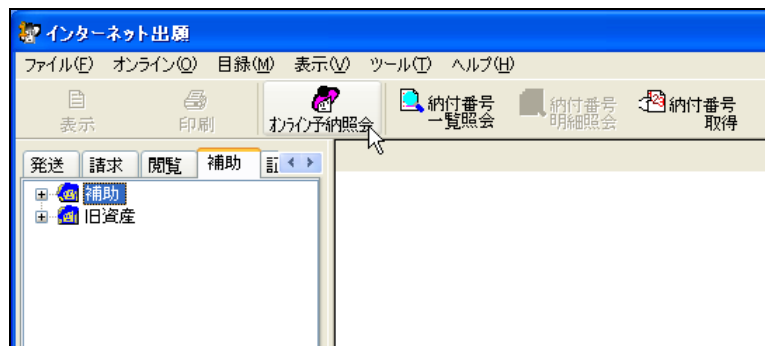 インターネット出願
ファイル(F) オンライン(O) 目録(M) 表示(V) ツール(T) ヘルプ(H)
表示 印刷 オンライン予納照会 納付番号一覧照会 納付番号明細照会 納付番号取得
発送 請求 閲覧 補助
補助
旧資産